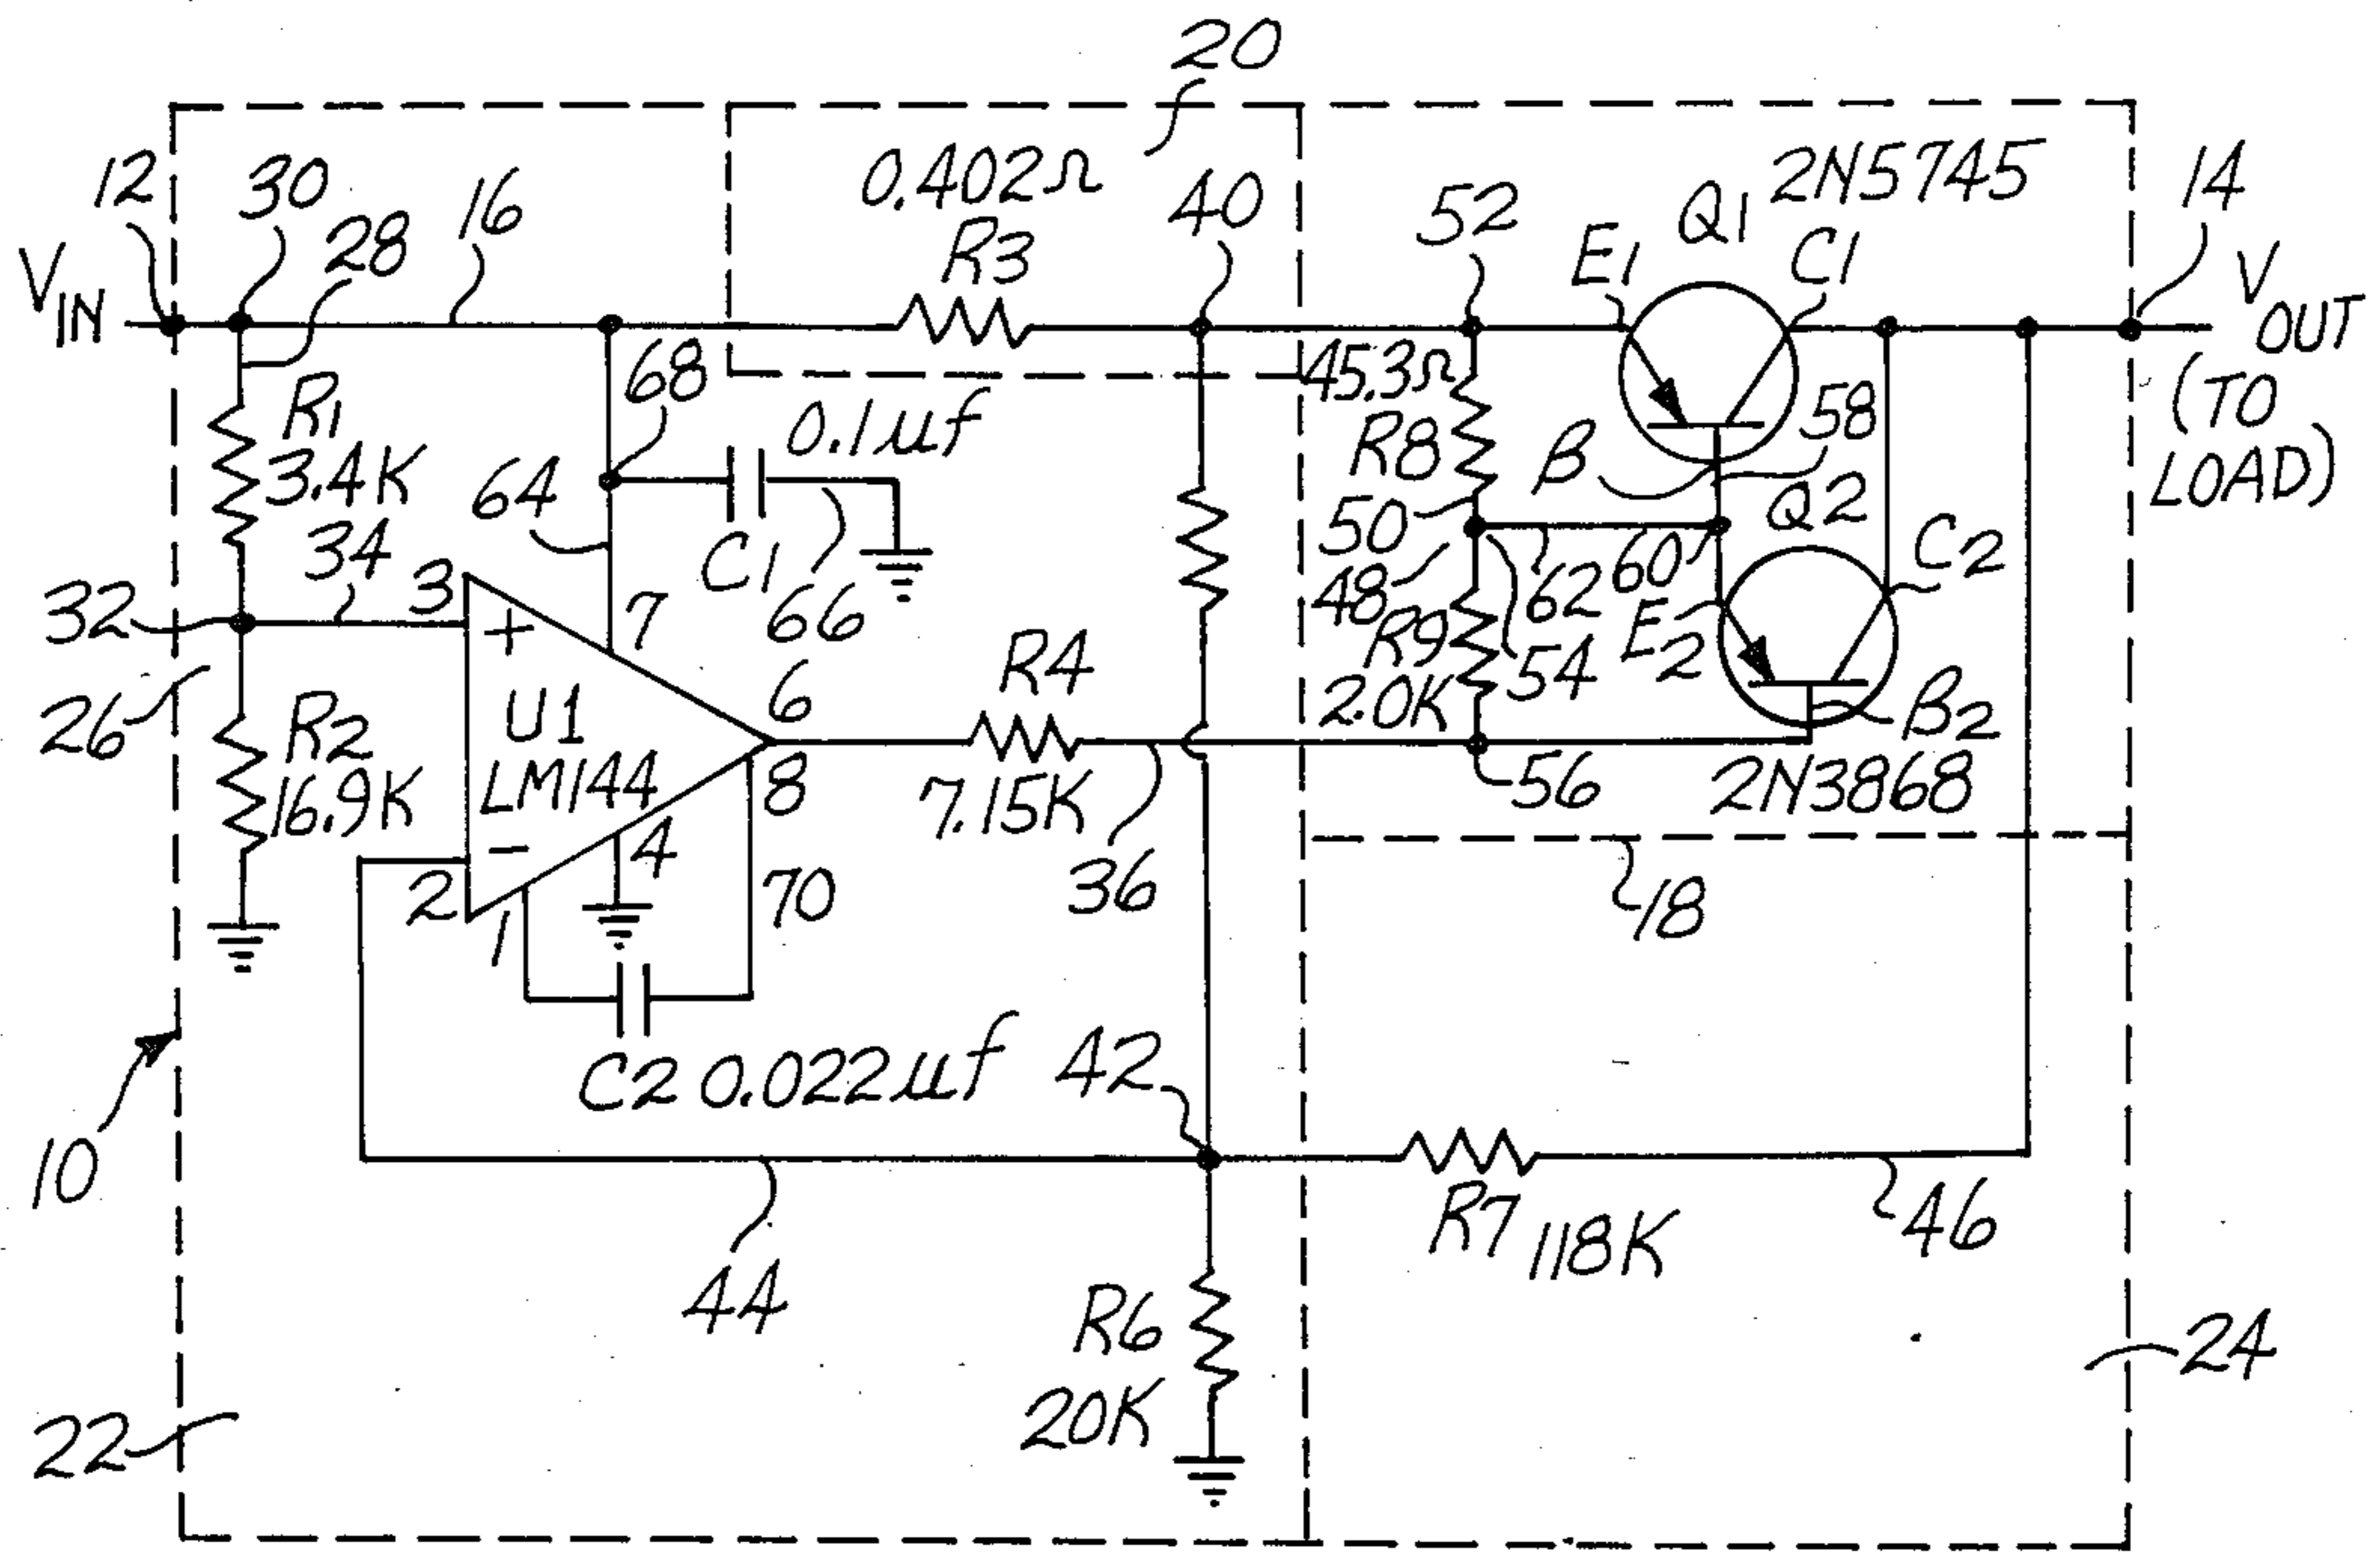 20
12
30
28
16
0.402Ω
R3
40
52
E1
Q1
2N5745
C1
14
VIN
VOUT
(TO
LOAD)
68
0.1µf
45.3Ω
R8
B
58
R1
3.4K
34
64
C1
66
50
48
62
60
Q2
C2
32
3
+
7
R9
2.0K
54
E2
B2
26
R2
16.9K
U1
LM144
6
8
R4
7.15K
36
56
2N3868
−
2
4
1
70
18
C2 0.022µf
42
10
44
R7 118K
46
R6
20K
22
24